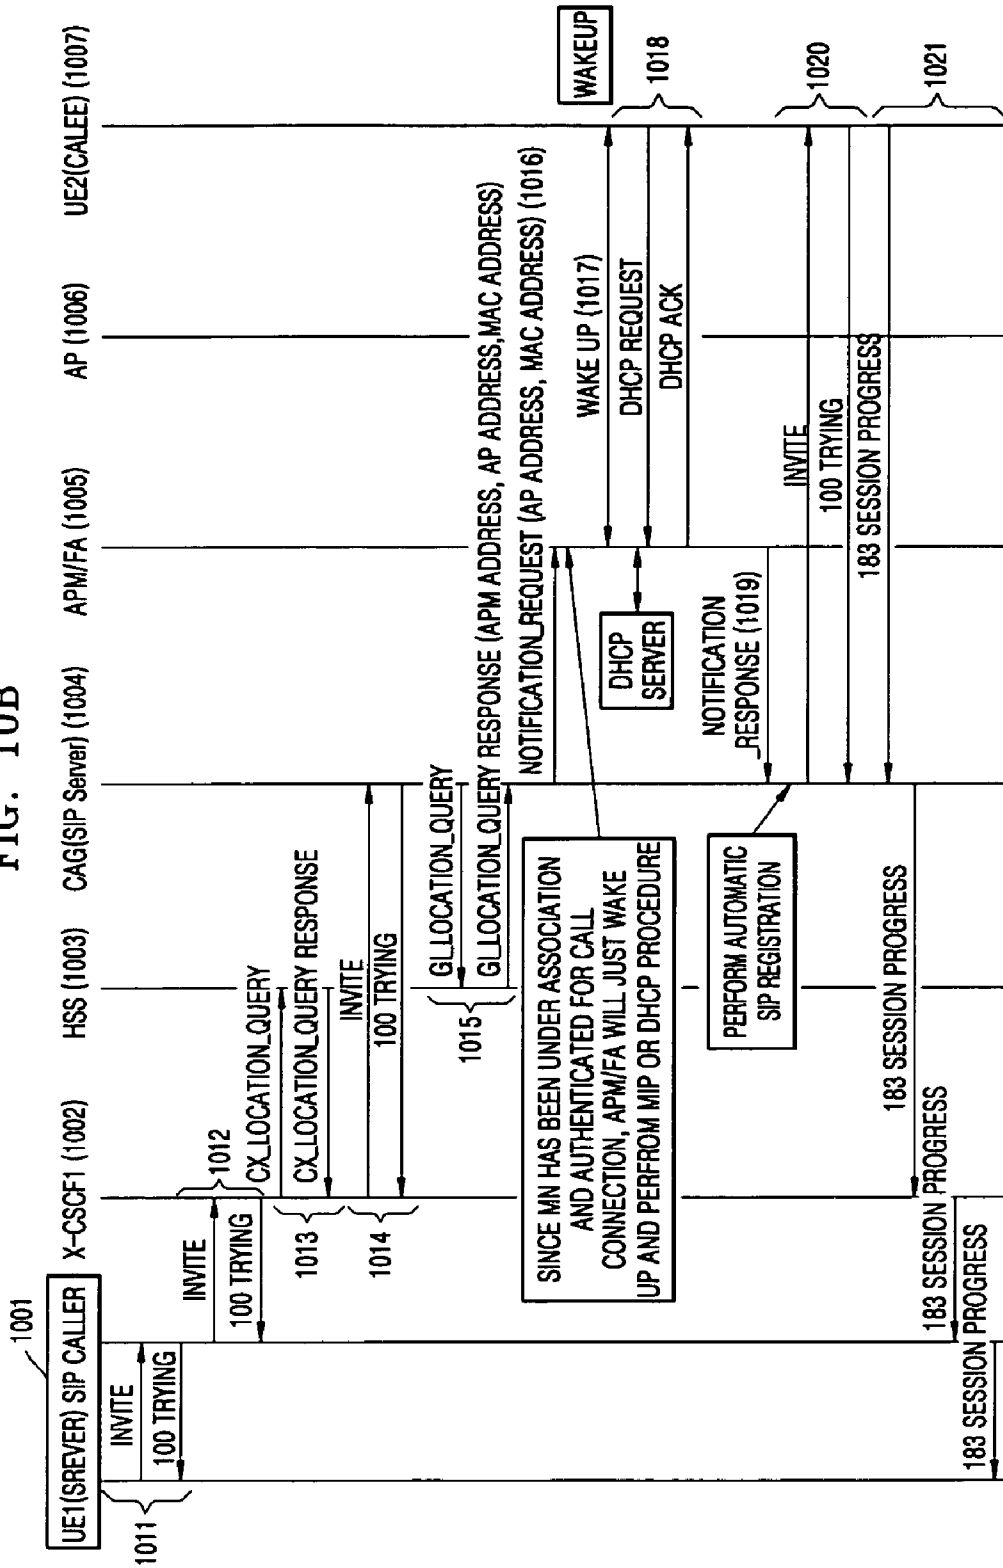 FIG. 10B
1001
UE1(SREVER) SIP CALLER
X-CSCF1 (1002)
HSS (1003)
CAG(SIP Server) (1004)
APM/FA (1005)
AP (1006)
UE2(CALEE) (1007)
1011
INVITE
100 TRYING
INVITE
100 TRYING
1012
CX_LOCATION_QUERY
CX_LOCATION_QUERY RESPONSE
1013
INVITE
100 TRYING
1014
GI_LOCATION_QUERY
GI_LOCATION_QUERY RESPONSE (APM ADDRESS, AP ADDRESS,MAC ADDRESS)
1015
NOTIFICATION_REQUEST (AP ADDRESS, MAC ADDRESS) (1016)
SINCE MN HAS BEEN UNDER ASSOCIATION
AND AUTHENTICATED FOR CALL
CONNECTION, APM/FA WILL JUST WAKE
UP AND PERFROM MIP OR DHCP PROCEDURE
WAKE UP (1017)
WAKEUP
DHCP REQUEST
DHCP ACK
1018
DHCP
SERVER
NOTIFICATION
_RESPONSE (1019)
PERFORM AUTOMATIC
SIP REGISTRATION
INVITE
100 TRYING
1020
183 SESSION PROGRESS
1021
183 SESSION PROGRESS
183 SESSION PROGRESS
183 SESSION PROGRESS